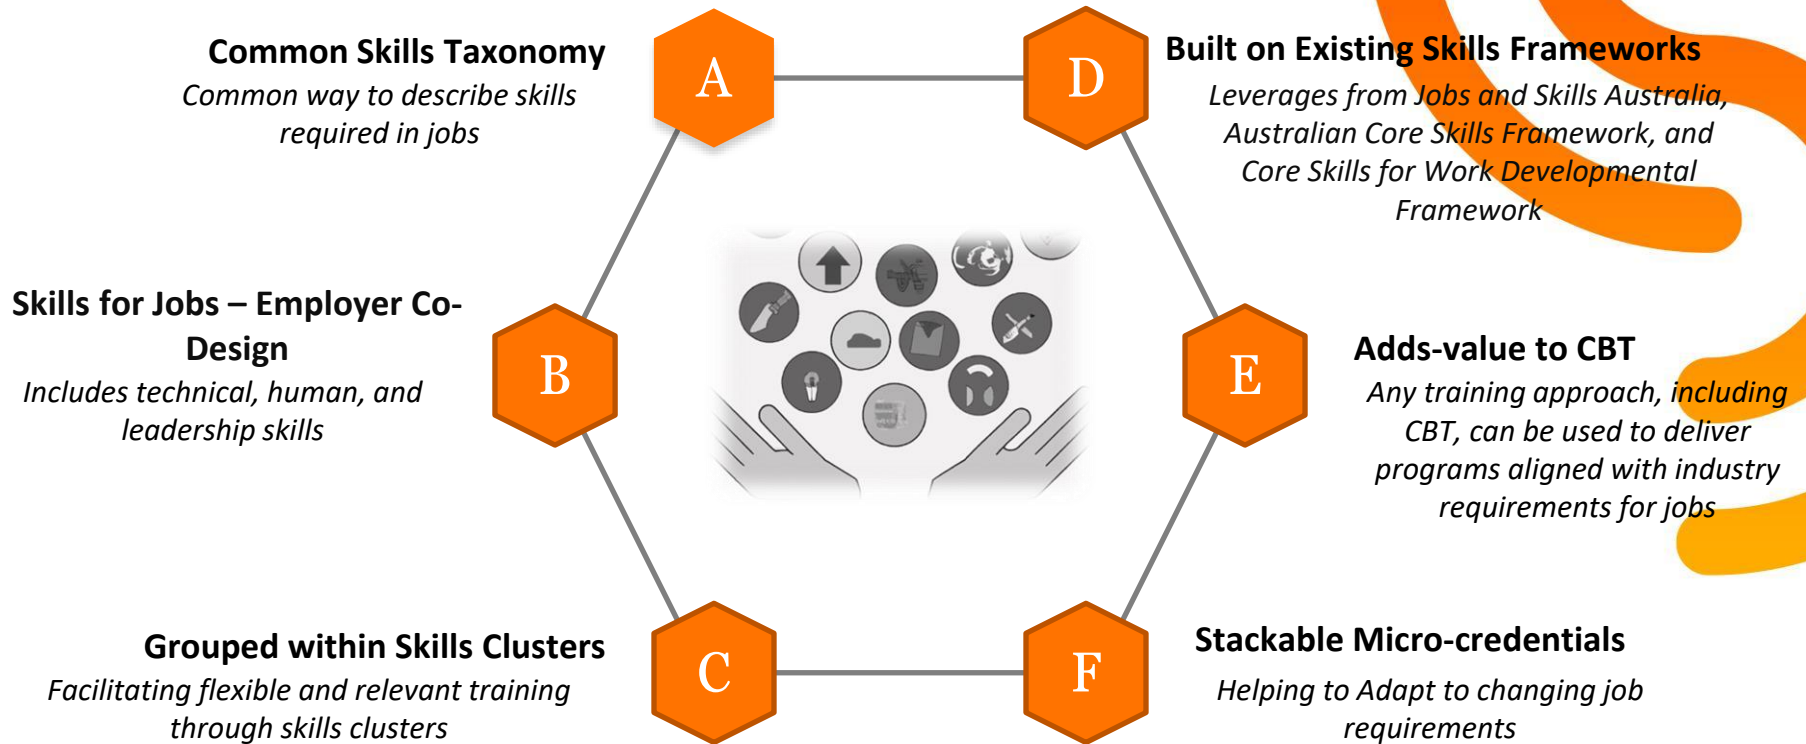 A
Common Skills Taxonomy
Common way to describe skills
required in jobs
B
Skills for Jobs – Employer Co-
Design
Includes technical, human, and
leadership skills
C
Grouped within Skills Clusters
Facilitating flexible and relevant training
through skills clusters
D
Built on Existing Skills Frameworks
Leverages from Jobs and Skills Australia,
Australian Core Skills Framework, and
Core Skills for Work Developmental
Framework
E
Adds-value to CBT
Any training approach, including
CBT, can be used to deliver
programs aligned with industry
requirements for jobs
F
Stackable Micro-credentials
Helping to Adapt to changing job
requirements